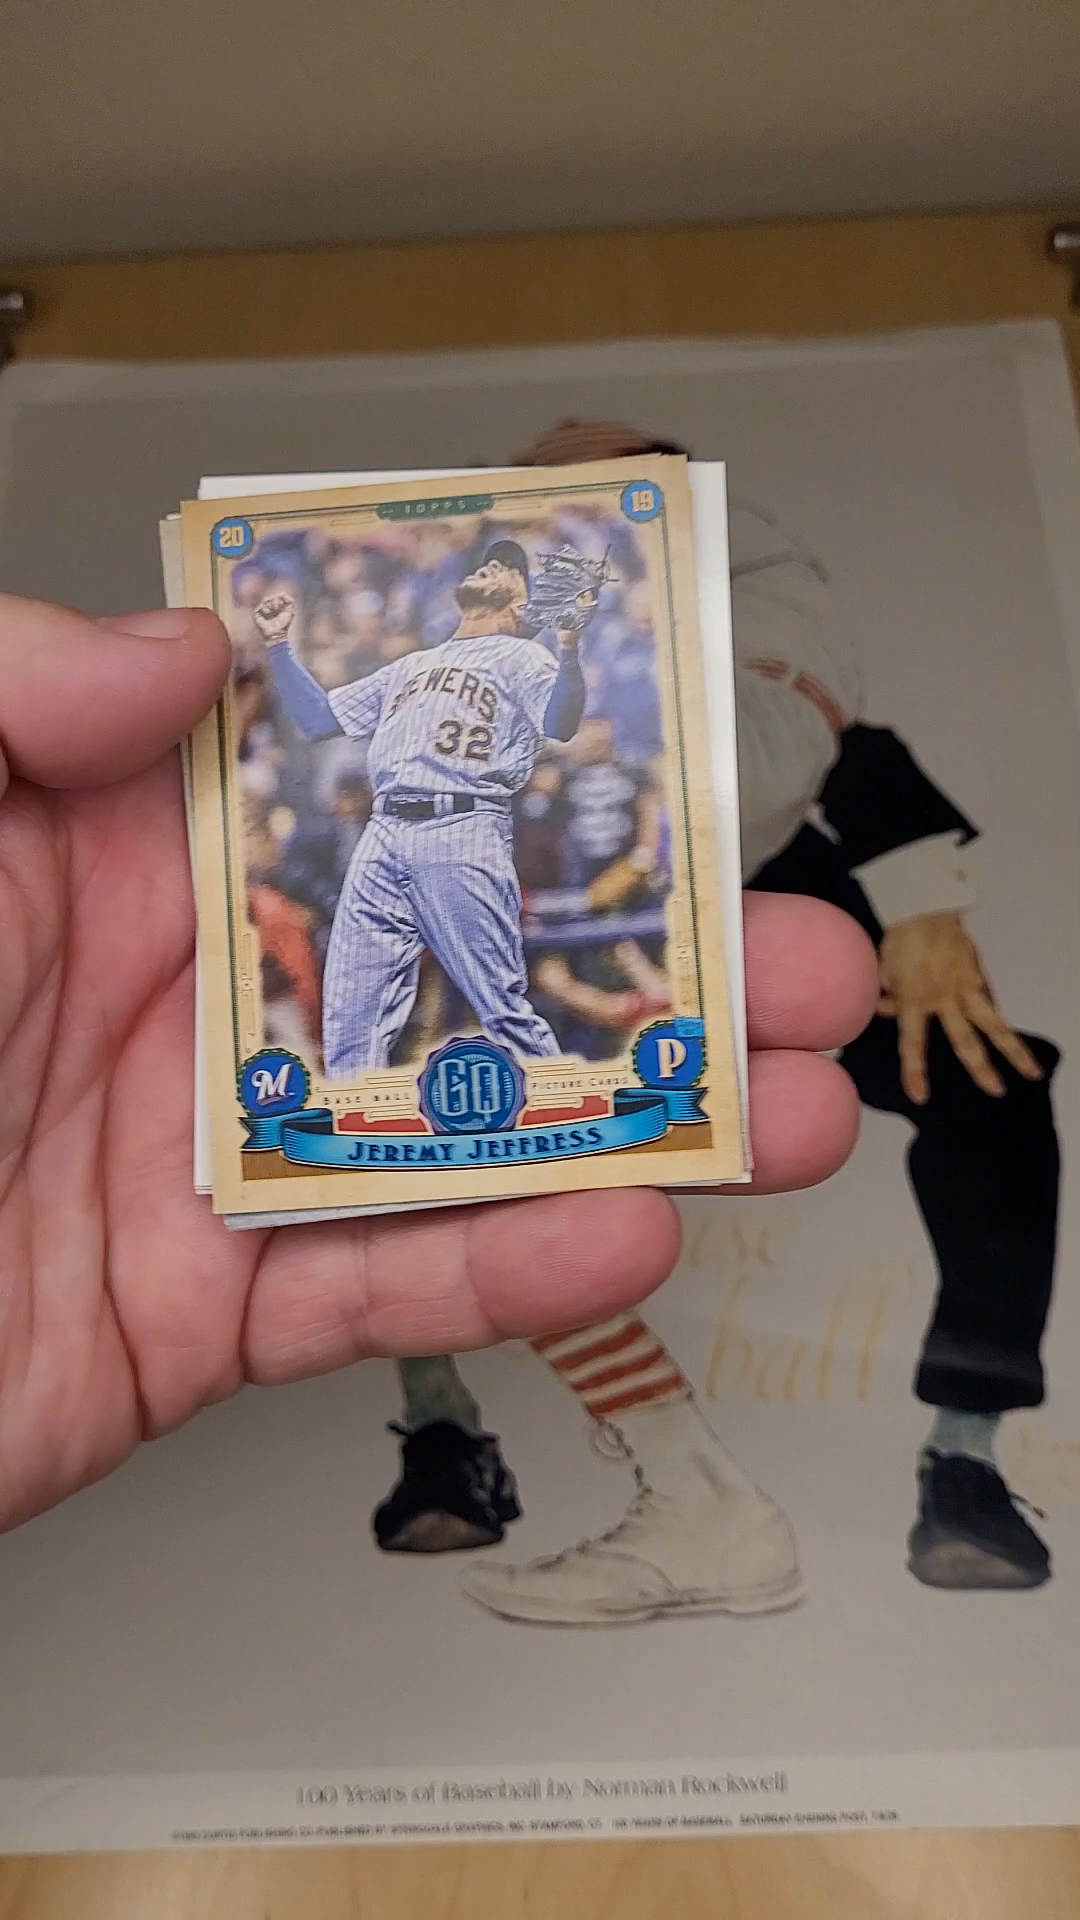 TOPPS
20
19
BREWERS
32
M
P
BASE BALL
GQ
PICTURE CARDS
JEREMY JEFFRESS
ball
100 Years of Baseball by Norman Rockwell